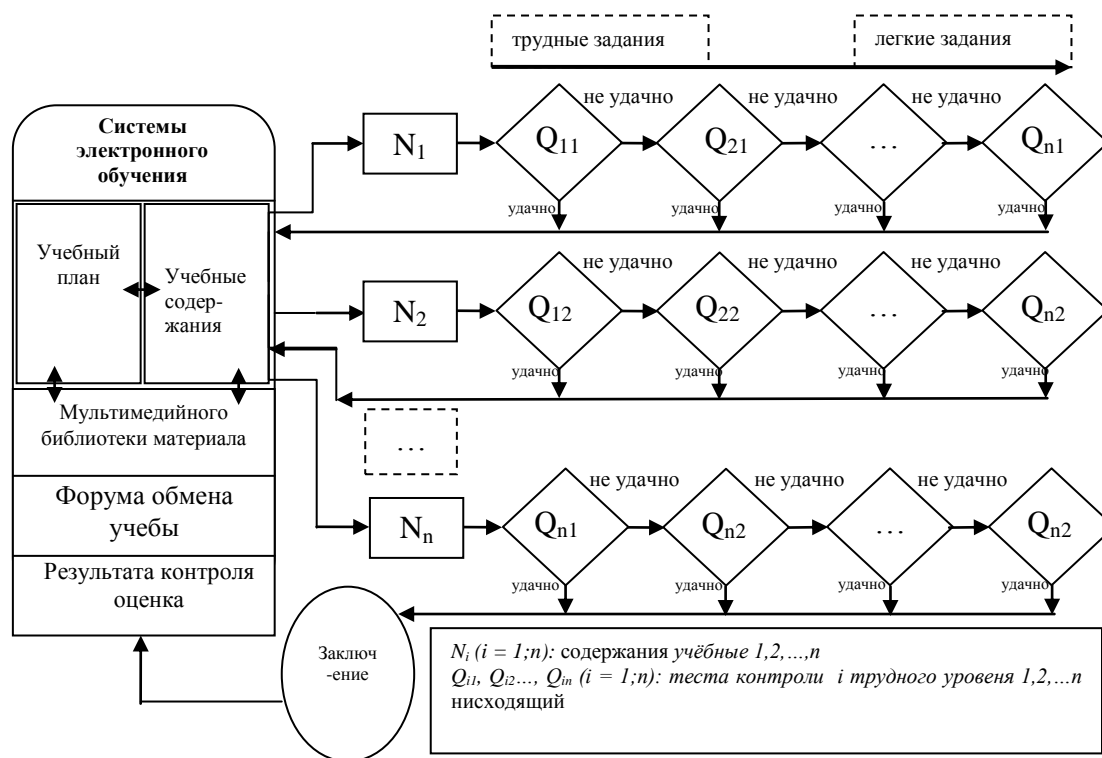 трудные задания
легкие задания
не удачно
не удачно
не удачно
Системы
электронного
обучения
N1
Q11
Q21
…
Qn1
удачно
удачно
удачно
удачно
Учебный
план
Учебные
содер-
жания
не удачно
не удачно
не удачно
N2
Q12
Q22
…
Qn2
удачно
удачно
удачно
удачно
Мультимедийного
библиотеки материала
…
не удачно
не удачно
не удачно
Форума обмена
учебы
Nn
Qn1
Qn2
…
Qn2
Результата контроля
оценка
удачно
удачно
удачно
удачно
Заключ
-ение
Ni (i = 1;n): содержания учёбные 1,2,…,n
Qi1, Qi2..., Qin (i = 1;n): теста контроли i трудного уровеня 1,2,…n
нисходящий